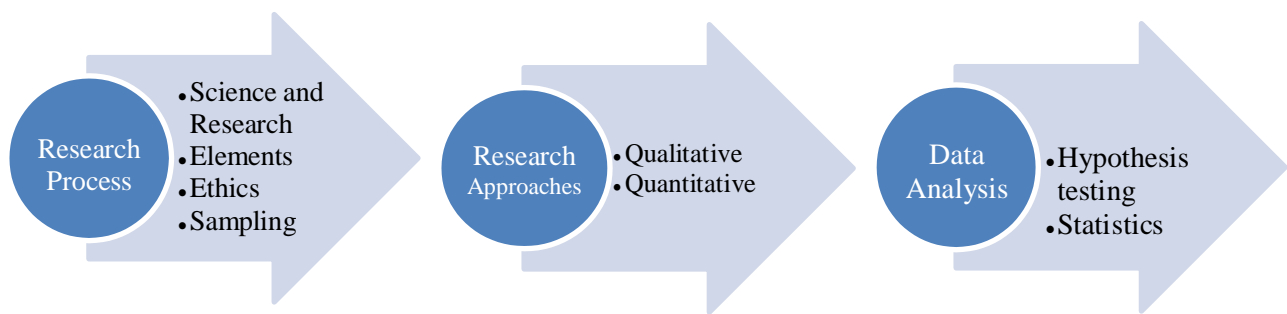 Research
Process
•Science and
Research
•Elements
•Ethics
•Sampling
Research
Approaches
•Qualitative
•Quantitative
Data
Analysis
•Hypothesis
testing
•Statistics